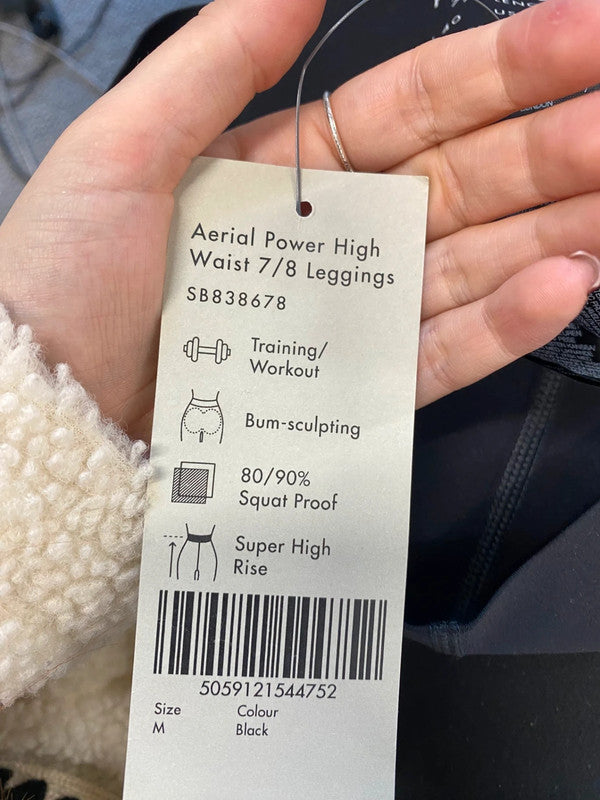 LONDON
Aerial Power High
Waist 7/8 Leggings
SB838678
Training/
Workout
Bum-sculpting
80/90%
Squat Proof
Super High
Rise
5059121544752
Size
Colour
M
Black